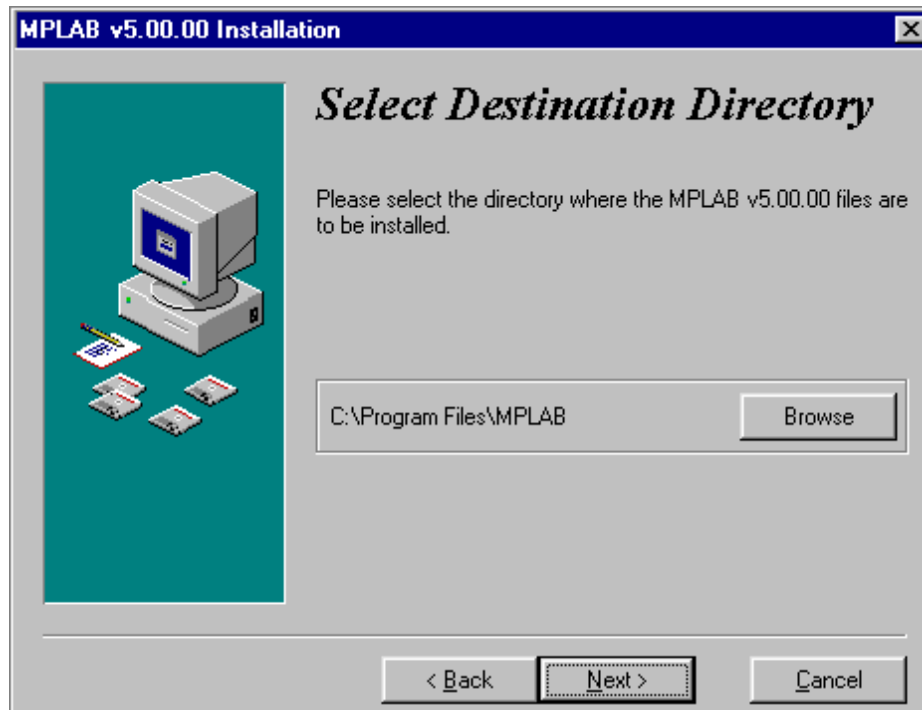 MPLAB v5.00.00 Installation
Select Destination Directory
Please select the directory where the MPLAB v5.00.00 files are
to be installed.
C:\Program Files\MPLAB
Browse
< Back
Next >
Cancel